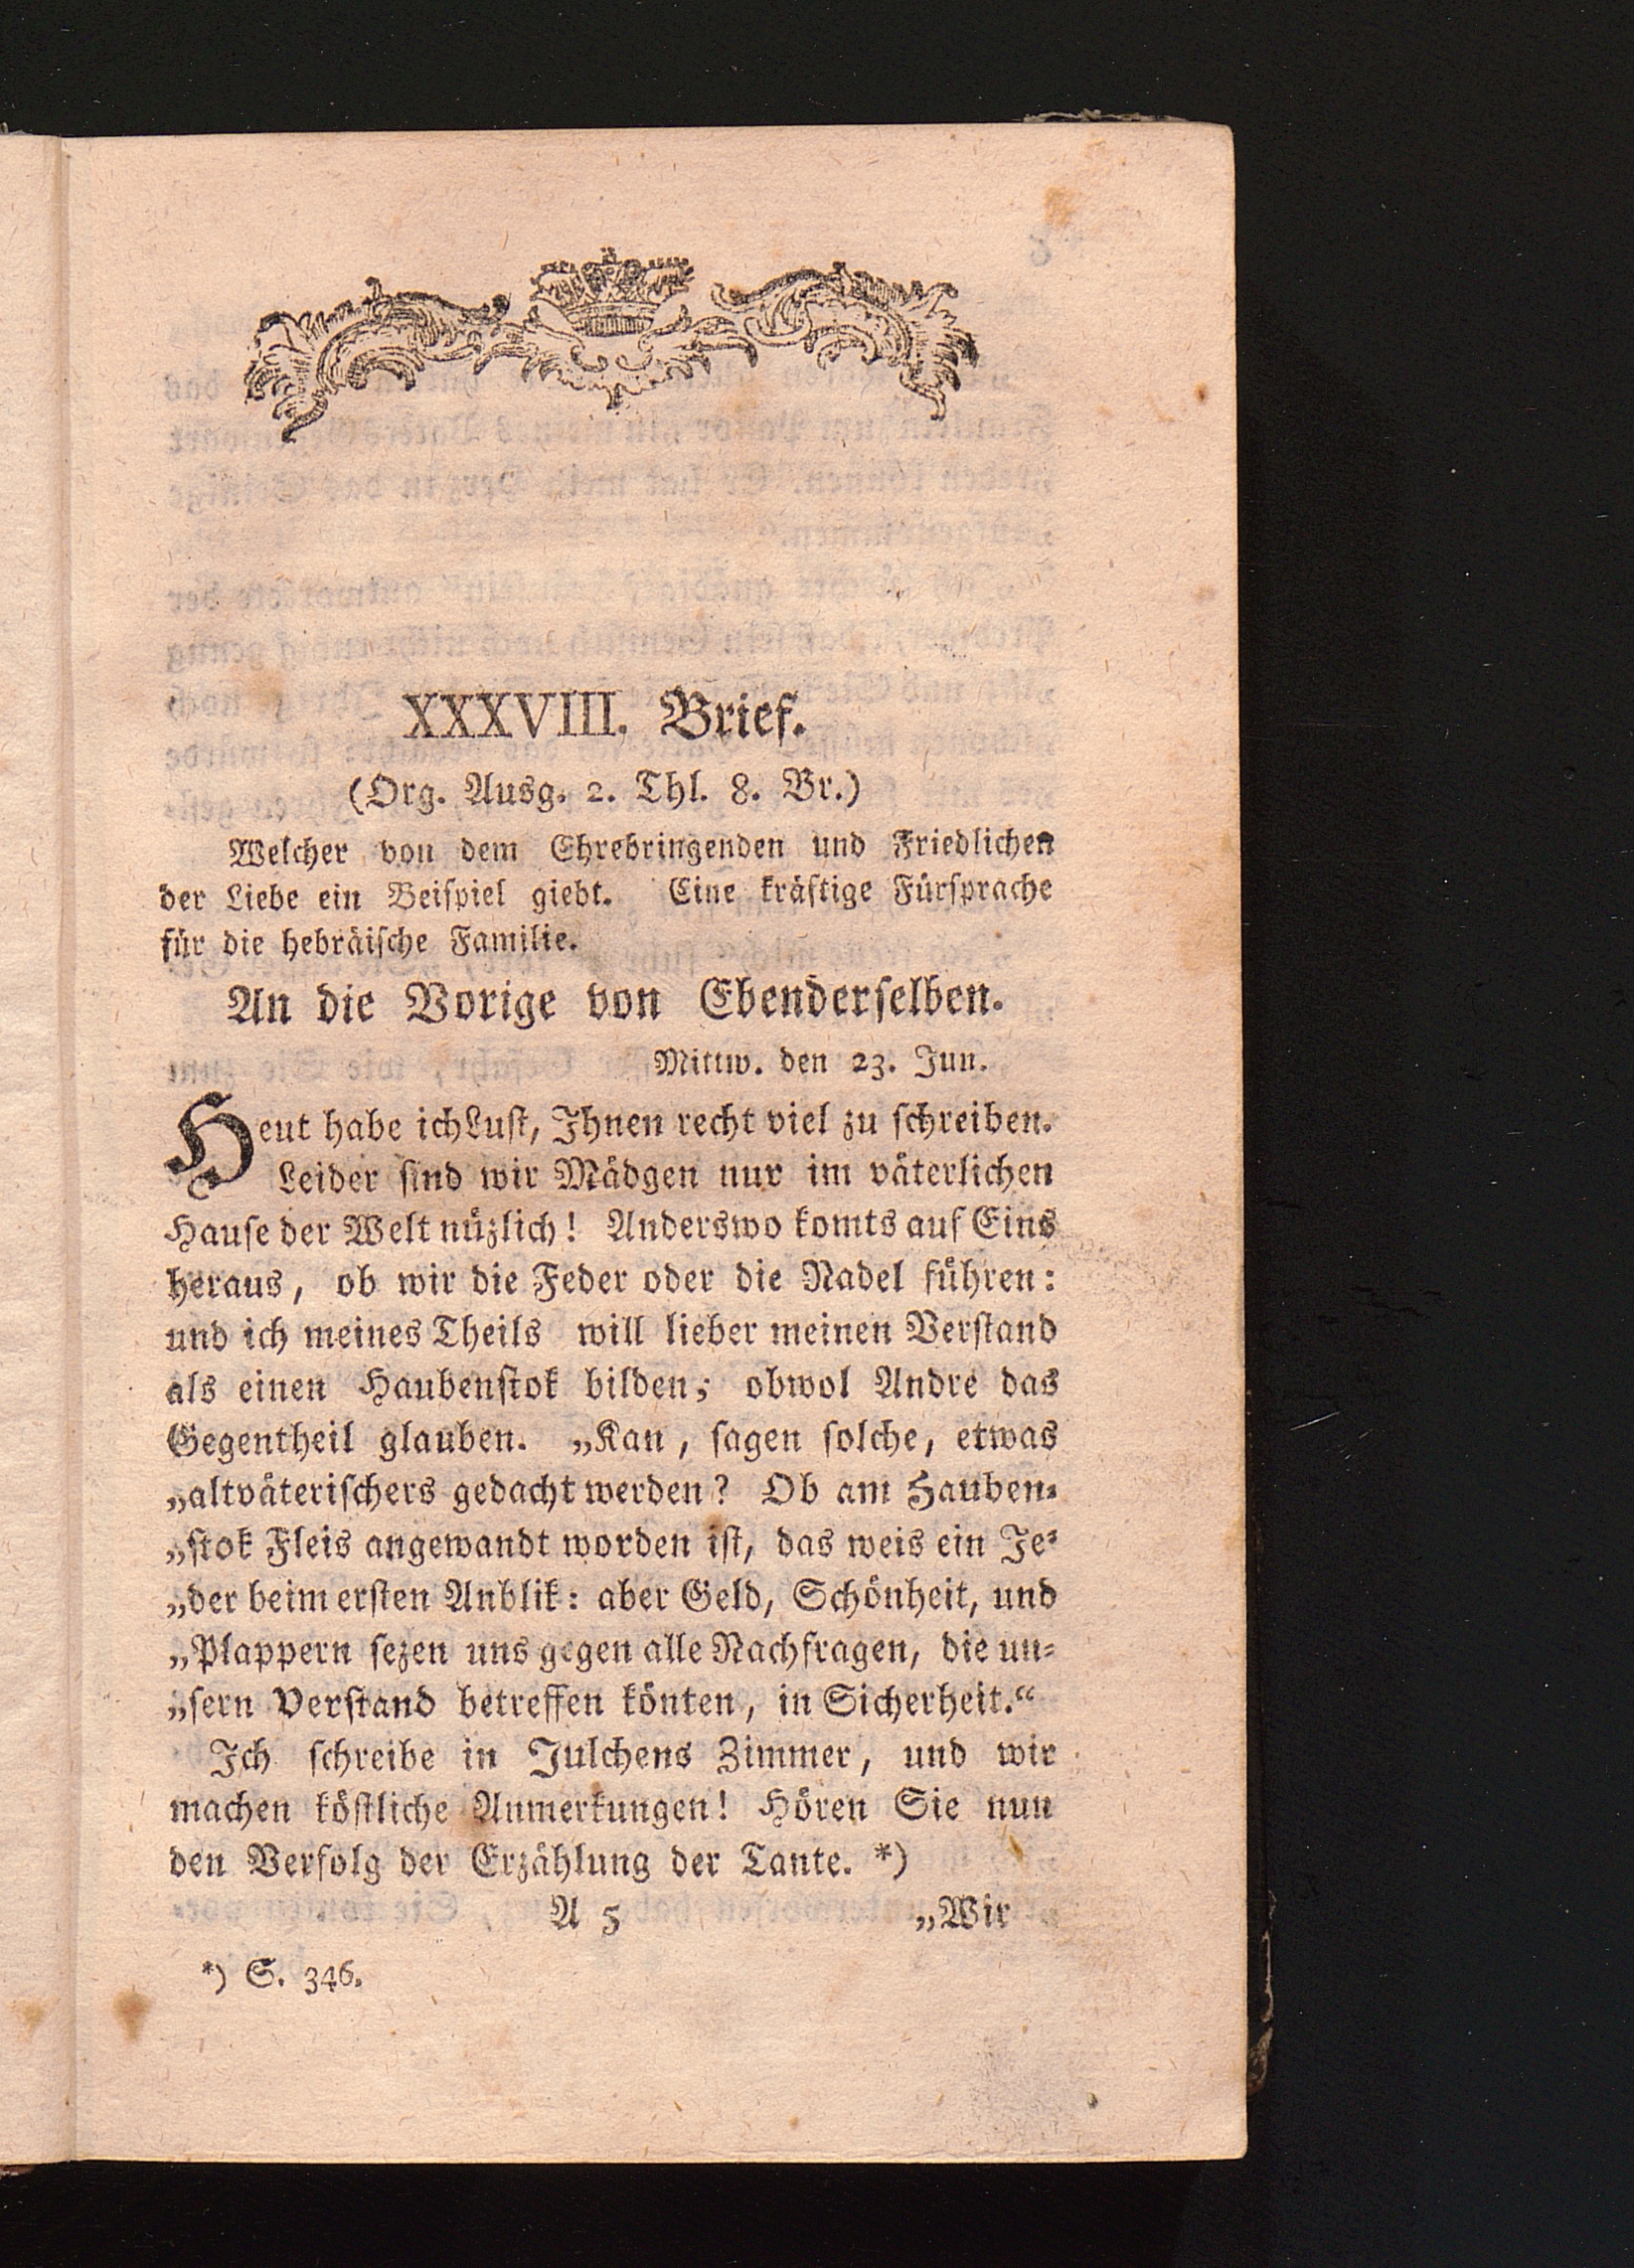 XXXVIII. Brief.
(Org. Ausg. 2. Thl. 8. Br.)
Welcher von dem Ehrebringenden und Friedlichen
der Liebe ein Beiſpiel giebt. Eine kräftige Fürſprache
für die hebräiſche Familie.
An die Vorige von Ebenderſelben.
Mittw. den 23. Jun.
Heut habe ich Luſt, Ihnen recht viel zu ſchreiben.
Leider ſind wir Mädgen nur im väterlichen
Hauſe der Welt nüzlich! Anderswo komts auf Eins
heraus, ob wir die Feder oder die Nadel führen:
und ich meines Theils will lieber meinen Verſtand
als einen Haubenſtok bilden; obwol Andre das
Gegentheil glauben. „Kan, ſagen ſolche, etwas
„altväteriſchers gedacht werden? Ob am Hauben⸗
„ſtok Fleis angewandt worden iſt, das weis ein Je⸗
„der beim erſten Anblik: aber Geld, Schönheit, und
„Plappern ſezen uns gegen alle Nachfragen, die un⸗
„ſern Verſtand betreffen könten, in Sicherheit.“
Ich ſchreibe in Julchens Zimmer, und wir
machen köſtliche Anmerkungen! Hören Sie nun
den Verfolg der Erzählung der Tante. *)
A 5 „Wir
*) S. 346.